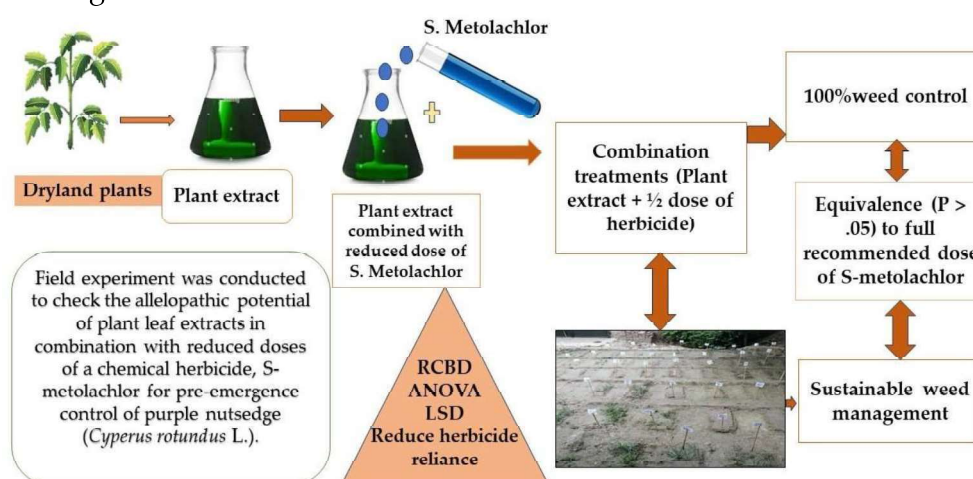 S. Metolachlor
Dryland plants
Plant extract
Plant extract
combined with
reduced dose of
S. Metolachlor
Combination
treatments (Plant
extract + ½ dose of
herbicide)
100%weed control
Equivalence (P >
.05) to full
recommended dose
of S-metolachlor
Sustainable weed
management
Field experiment was conducted
to check the allelopathic potential
of plant leaf extracts in
combination with reduced doses
of a chemical herbicide, S-
metolachlor for pre-emergence
control of purple nutsedge
(Cyperus rotundus L.).
RCBD
ANOVA
LSD
Reduce herbicide
reliance